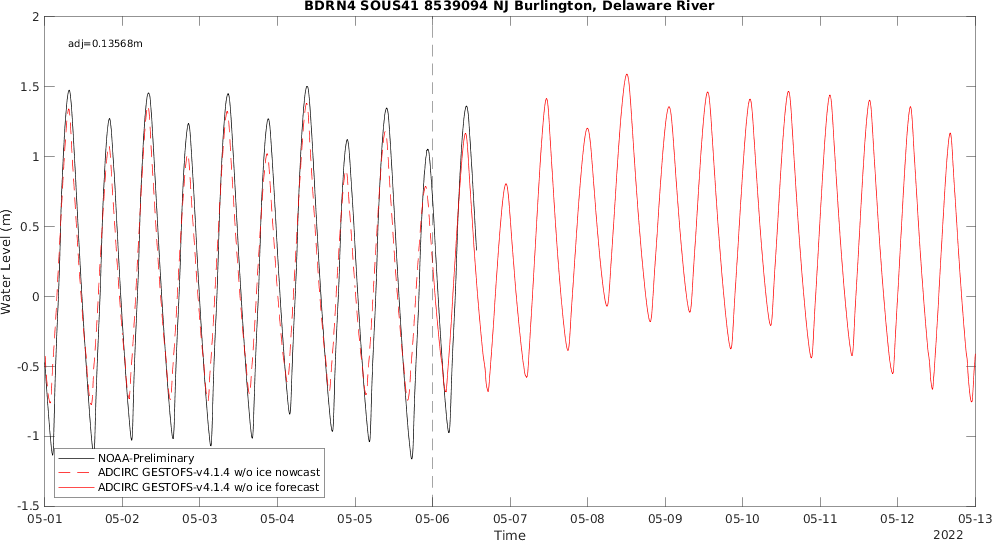 BDRN4 SOUS41 8539094 NJ Burlington, Delaware River
adj=0.13568m
Water Level (m)
2
1.5
1
0.5
0
-0.5
-1
-1.5
NOAA-Preliminary
ADCIRC GESTOFS-v4.1.4 w/o ice nowcast
ADCIRC GESTOFS-v4.1.4 w/o ice forecast
05-01 05-02 05-03 05-04 05-05 05-06 05-07 05-08 05-09 05-10 05-11 05-12 05-13
Time
2022